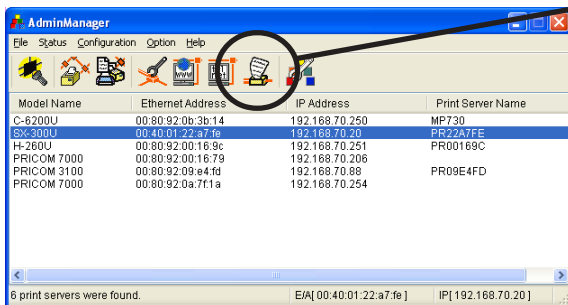 AdminManager
File Status Configuration Option Help
Model Name Ethernet Address IP Address Print Server Name
C-6200U 00:80:92:0b:3b:14 192.168.70.250 MP730
SX-300U 00:40:01:22:a7:fe 192.168.70.20 PR22A7FE
H-260U 00:80:92:00:16:9c 192.168.70.251 PR00169C
PRICOM 7000 00:80:92:00:16:79 192.168.70.206
PRICOM 3100 00:80:92:09:e4:fd 192.168.70.88 PR09E4FD
PRICOM 7000 00:80:92:0a:7f:1a 192.168.70.254
6 print servers were found. E/A[ 00:40:01:22:a7:fe ] IP[ 192.168.70.20 ]